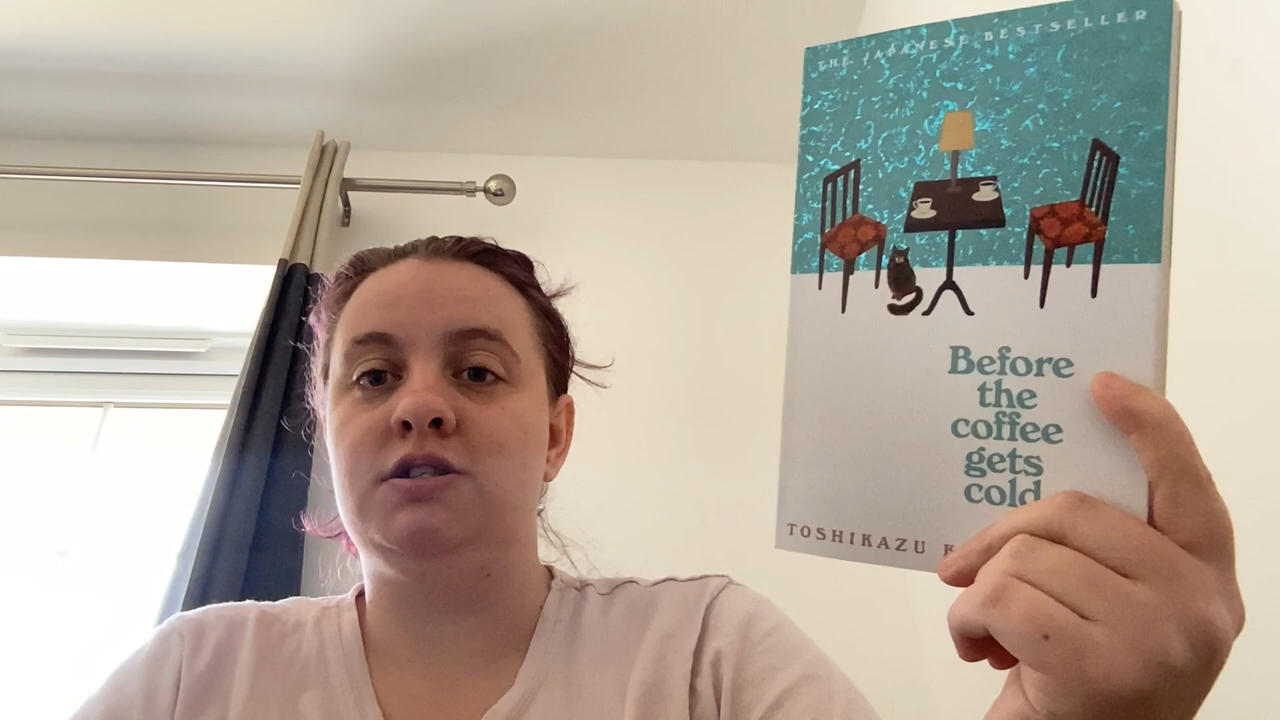 THE JAPANESE BESTSELLER
Before
the
coffee
gets
cold
TOSHIKAZU